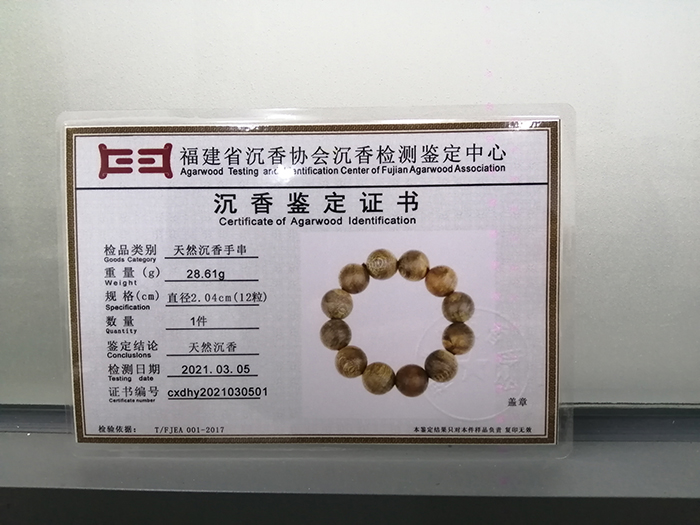 福建省沉香协会沉香检测鉴定中心
Agarwood Testing and Identification Center of Fujian Agarwood Association
沉香鉴定证书
Certificate of Agarwood Identification
检品类别 天然沉香手串
Goods Category
重量(g) 28.61g
Weight
规格(cm) 直径2.04cm(12粒)
Specification
数量 1件
Quantity
鉴定结论 天然沉香
Conclusions
检测日期 2021.03.05
Testing date
证书编号 cxdhy2021030501
Certificate number
盖章
检验依据: T/FJEA 001-2017
本鉴定结果只对本件样品负责 复印无效